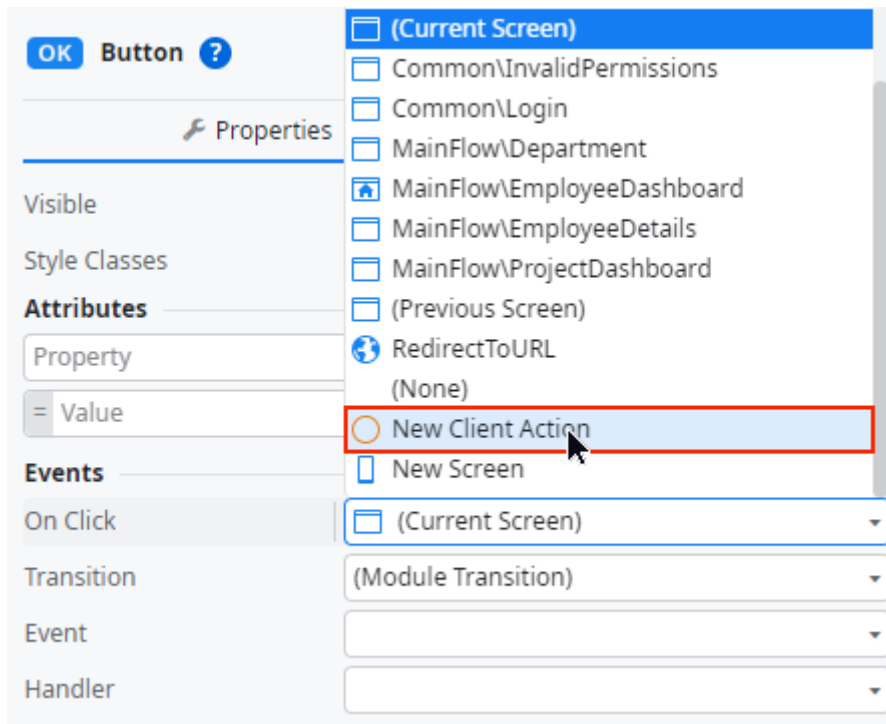 OK Button ?
Properties
(Current Screen)
Common\InvalidPermissions
Common\Login
MainFlow\Department
MainFlow\EmployeeDashboard
MainFlow\EmployeeDetails
MainFlow\ProjectDashboard
(Previous Screen)
RedirectToURL
(None)
New Client Action
New Screen
Visible
Style Classes
Attributes
Property
= Value
Events
On Click (Current Screen)
Transition (Module Transition)
Event
Handler